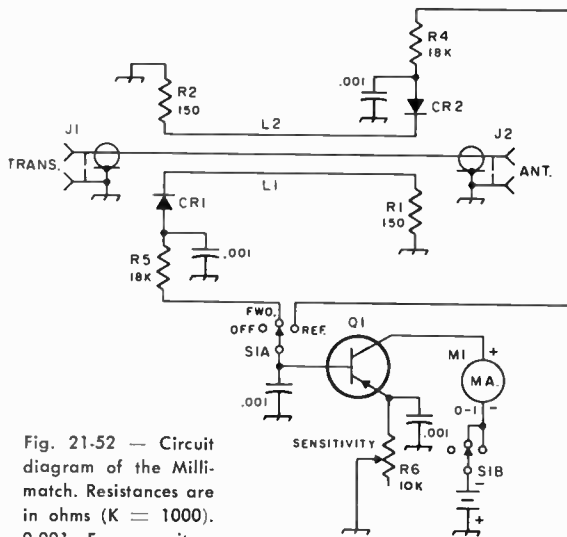 R4
18K
.001
CR2
R2
150
L2
J1
J2
TRANS.
ANT.
L1
CR1
R1
150
R5
18K
.001
FWD.
OFF
REF.
S1A
Q1
M1
+
MA.
0-1
-
.001
.001
SENSITIVITY
R6
10K
S1B
-
+
Fig. 21-52 — Circuit
diagram of the Milli-
match. Resistances are
in ohms (K = 1000).